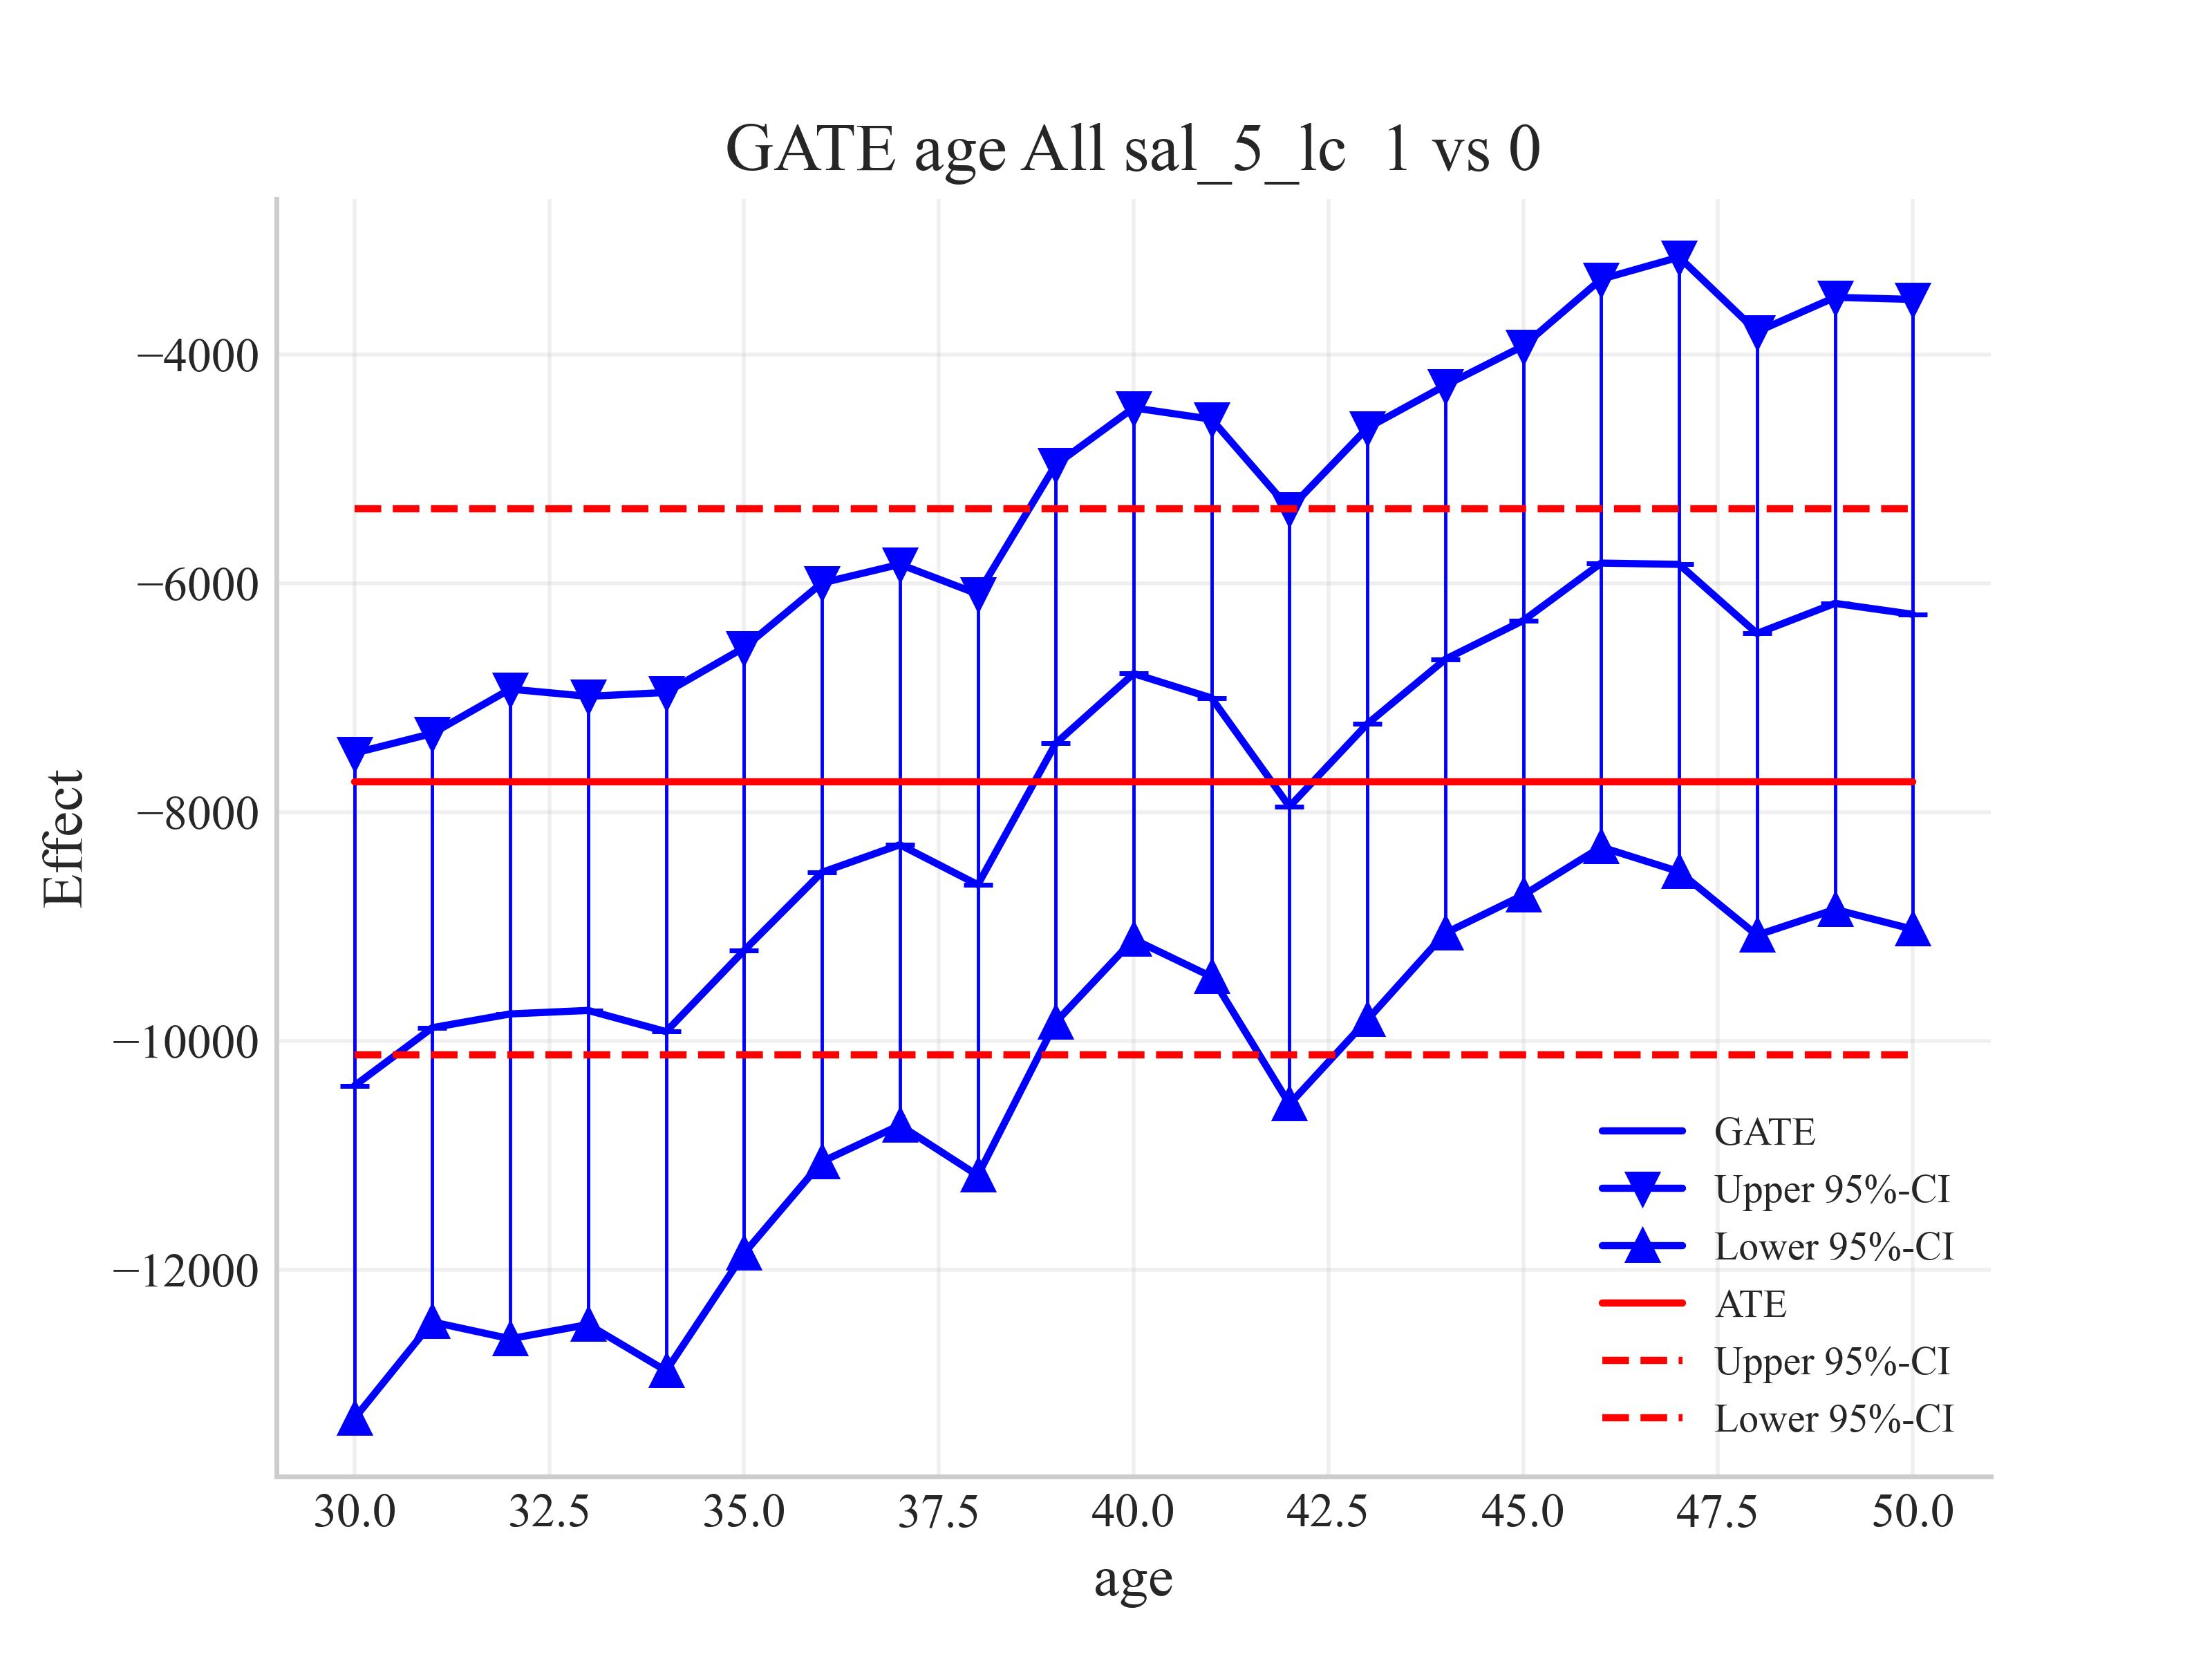 GATE age All sal_5_lc  1 vs 0
Effect
−4000
−6000
−8000
−10000
−12000
GATE
Upper 95%-CI
Lower 95%-CI
ATE
Upper 95%-CI
Lower 95%-CI
30.0 32.5 35.0 37.5 40.0 42.5 45.0 47.5 50.0
age